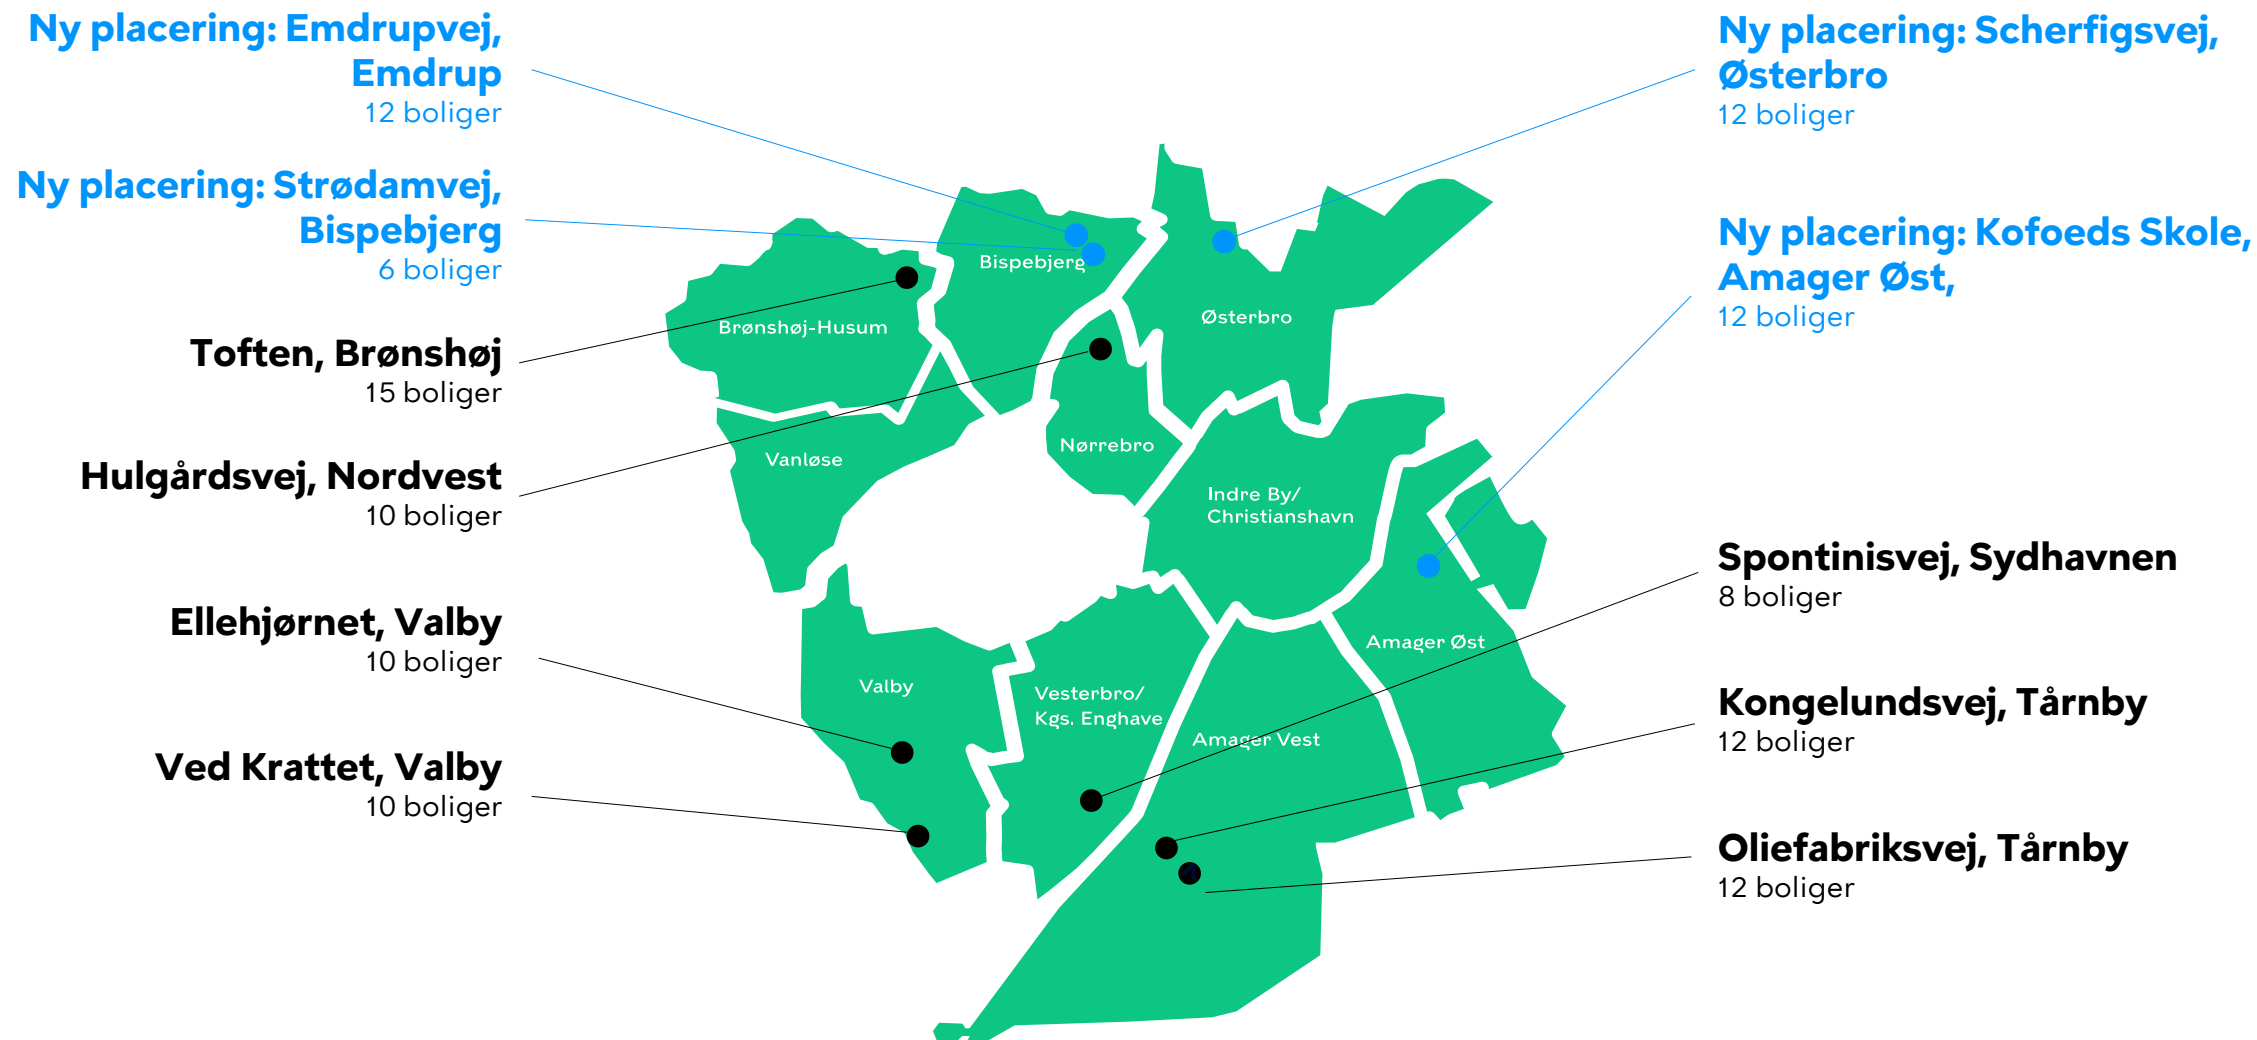 Ny placering: Emdrupvej,
Emdrup
12 boliger
Ny placering: Strødamvej,
Bispebjerg
6 boliger
Toften, Brønshøj
15 boliger
Hulgårdsvej, Nordvest
10 boliger
Ellehjørnet, Valby
10 boliger
Ved Krattet, Valby
10 boliger
Bispebjerg
Brønshøj-Husum
Østerbro
Vanløse
Nørrebro
Indre By/
Christianshavn
Amager Øst
Valby
Vesterbro/
Kgs. Enghave
Amager Vest
Ny placering: Scherfigsvej,
Østerbro
12 boliger
Ny placering: Kofoeds Skole,
Amager Øst,
12 boliger
Spontinisvej, Sydhavnen
8 boliger
Kongelundsvej, Tårnby
12 boliger
Oliefabriksvej, Tårnby
12 boliger